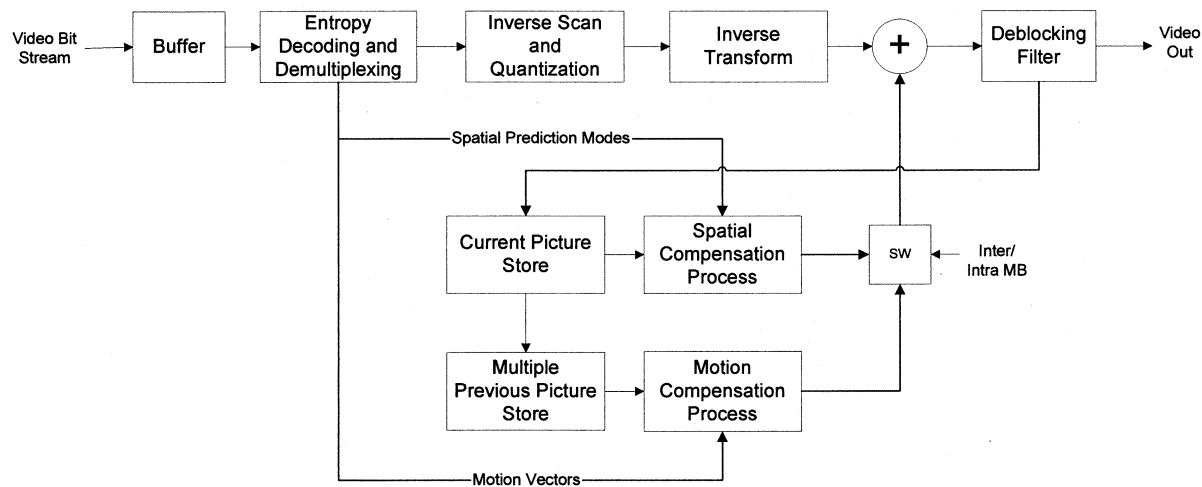 Video Bit
Stream
Buffer
Entropy
Decoding and
Demultiplexing
Inverse Scan
and
Quantization
Inverse
Transform
+
Deblocking
Filter
Video
Out
Spatial Prediction Modes
Current Picture
Store
Spatial
Compensation
Process
SW
Inter/
Intra MB
Multiple
Previous Picture
Store
Motion
Compensation
Process
Motion Vectors